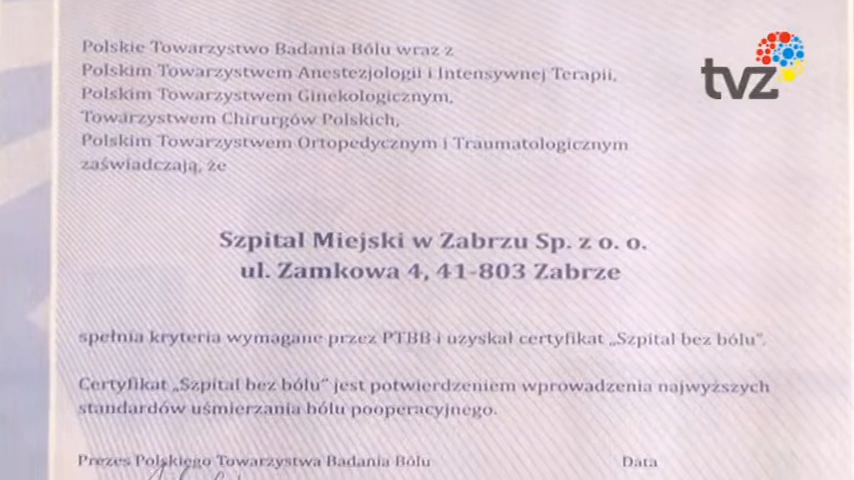 Polskie Towarzystwo Badania Bólu wraz z
Polskim Towarzystwem Anestezjologii i Intensywnej Terapii,
Polskim Towarzystwem Ginekologicznym,
Towarzystwem Chirurgów Polskich,
Polskim Towarzystwem Ortopedycznym i Traumatologicznym
zaświadczają, że
Szpital Miejski w Zabrzu Sp. z o. o.
ul. Zamkowa 4, 41-803 Zabrze
spełnia kryteria wymagane przez PTBB i uzyskał certyfikat „Szpital bez bólu”.
Certyfikat „Szpital bez bólu” jest potwierdzeniem wprowadzenia najwyższych
standardów uśmierzania bólu pooperacyjnego.
Prezes Polskiego Towarzystwa Badania Bólu Data
tvz